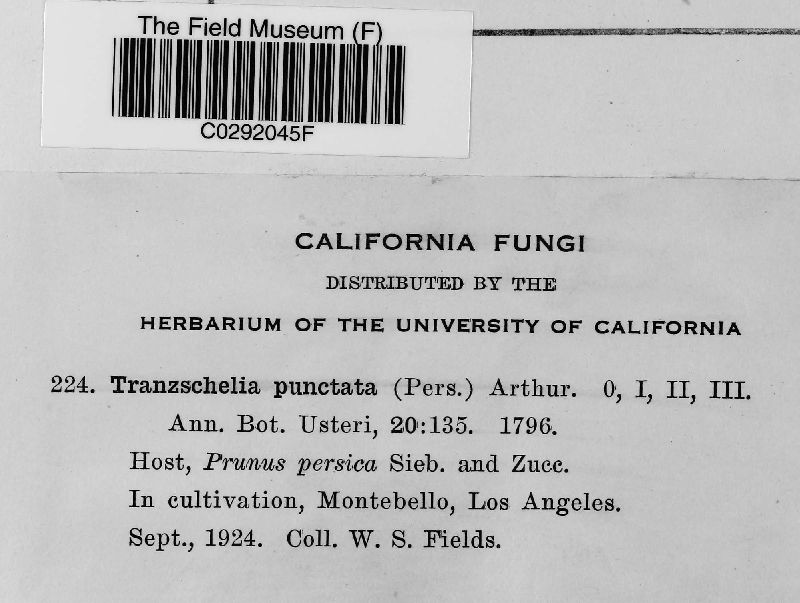 The Field Museum (F)
C0292045F
CALIFORNIA FUNGI
DISTRIBUTED BY THE
HERBARIUM OF THE UNIVERSITY OF CALIFORNIA
224. Tranzschelia punctata (Pers.) Arthur. 0, I, II, III.
Ann. Bot. Usteri, 20:135. 1796.
Host, Prunus persica Sieb. and Zucc.
In cultivation, Montebello, Los Angeles.
Sept., 1924. Coll. W. S. Fields.